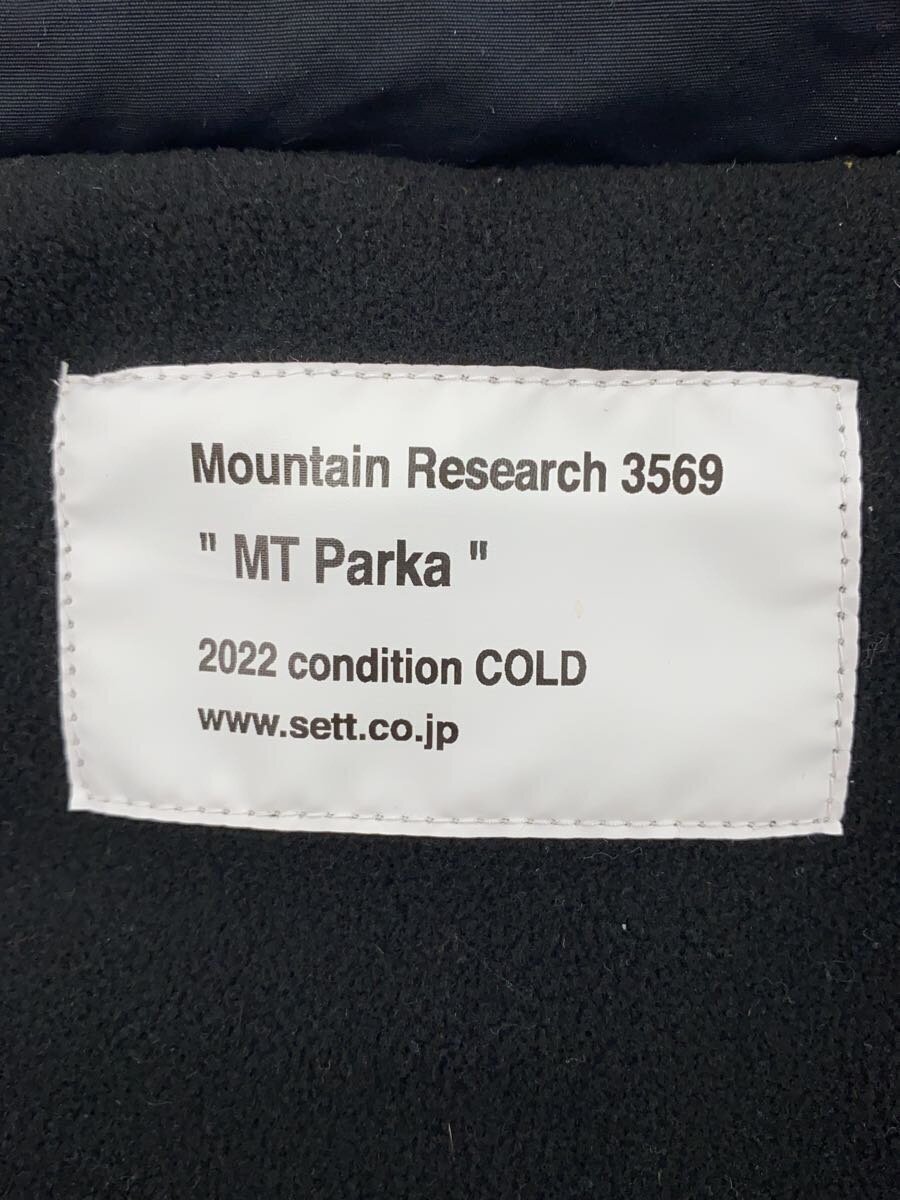 Mountain Research 3569
" MT Parka "
2022 condition COLD
www.sett.co.jp